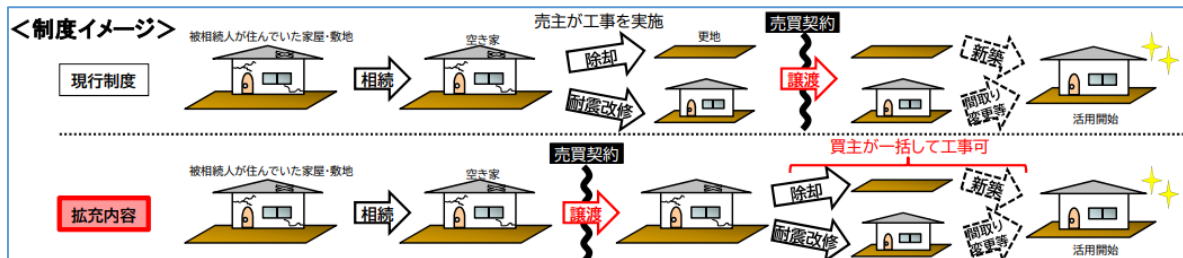 <制度イメージ>
売主が工事を実施
売買契約
被相続人が住んでいた家屋・敷地
空き家
更地
現行制度
相続
除却
耐震改修
譲渡
新築
間取り
変更等
活用開始
売買契約
買主が一括して工事可
被相続人が住んでいた家屋・敷地
空き家
拡充内容
相続
譲渡
除却
耐震改修
新築
間取り
変更等
活用開始